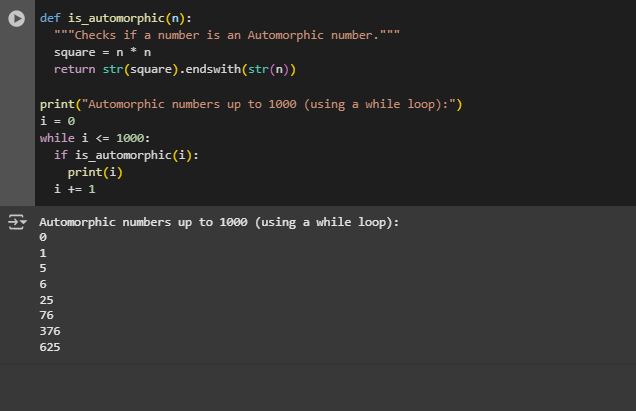 def is_automorphic(n):
  """Checks if a number is an Automorphic number."""
  square = n * n
  return str(square).endswith(str(n))

print("Automorphic numbers up to 1000 (using a while loop):")
i = 0
while i <= 1000:
  if is_automorphic(i):
    print(i)
  i += 1
Automorphic numbers up to 1000 (using a while loop):
0
1
5
6
25
76
376
625